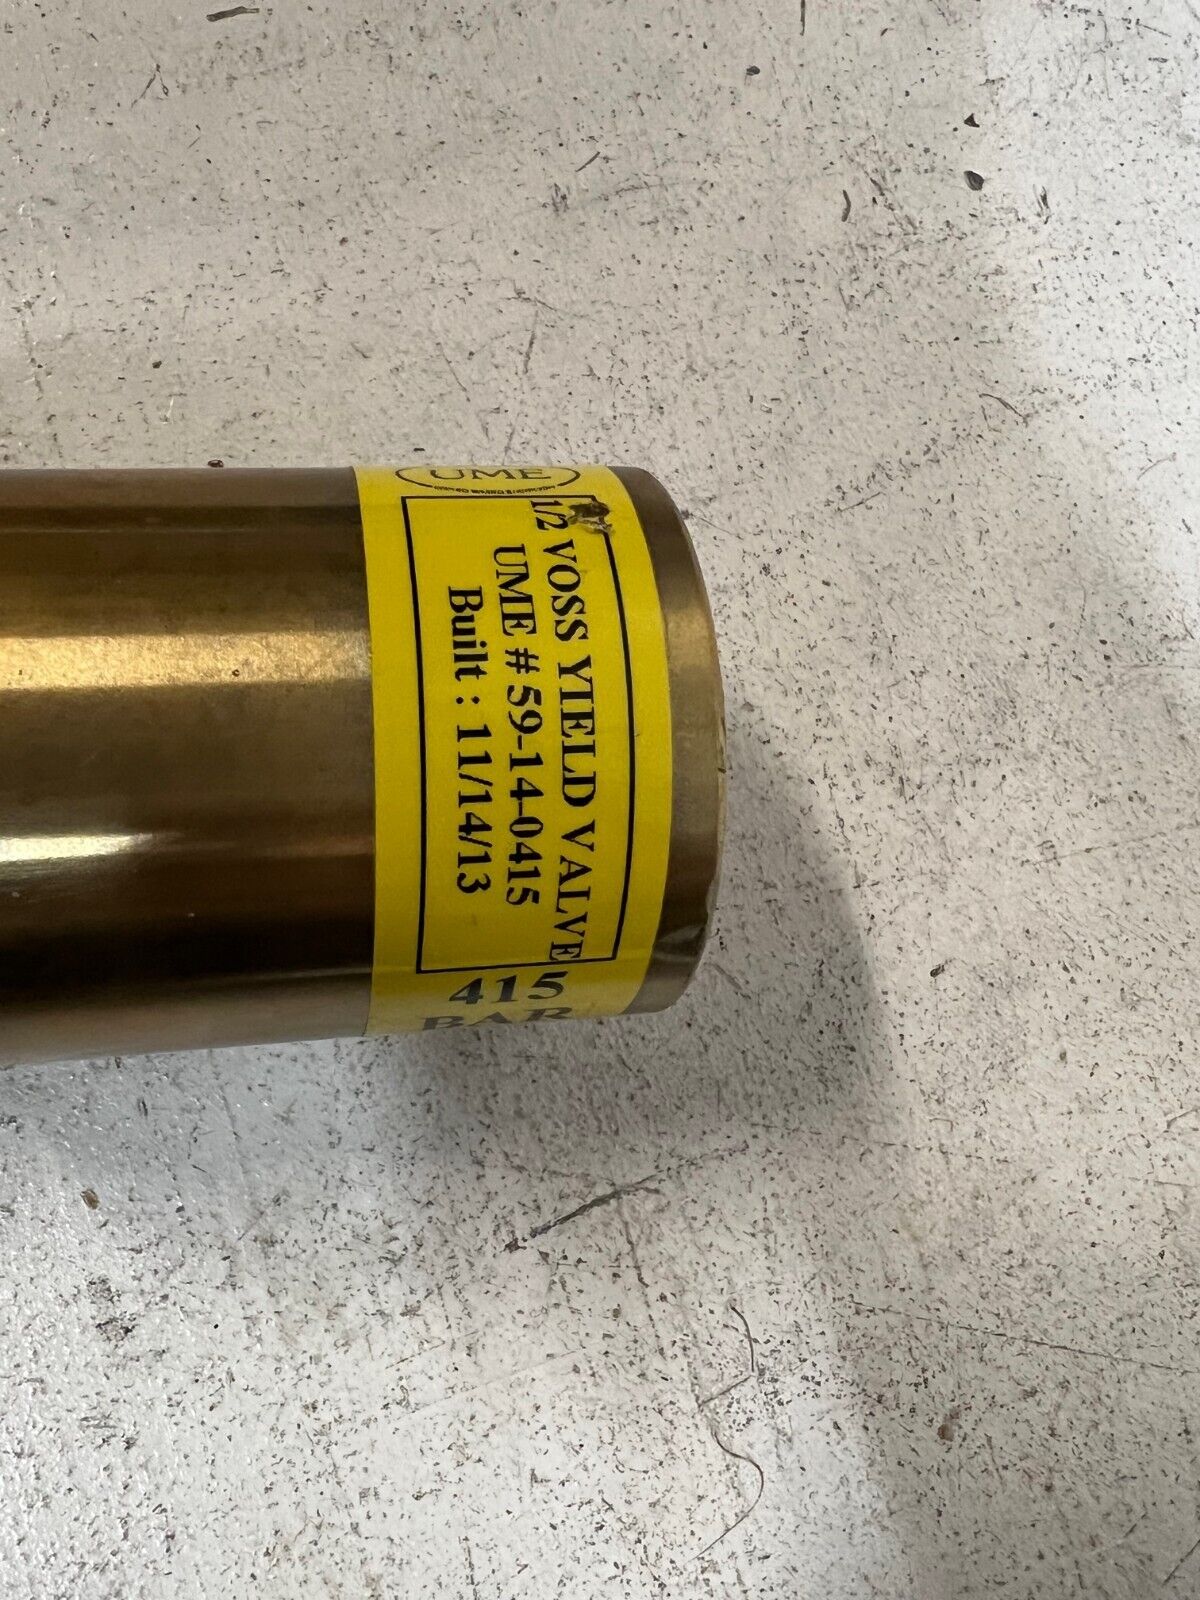 UME
1/2 VOSS YIELD VALVE
UME # 59-14-0415
Built : 11/14/13
415
BAR